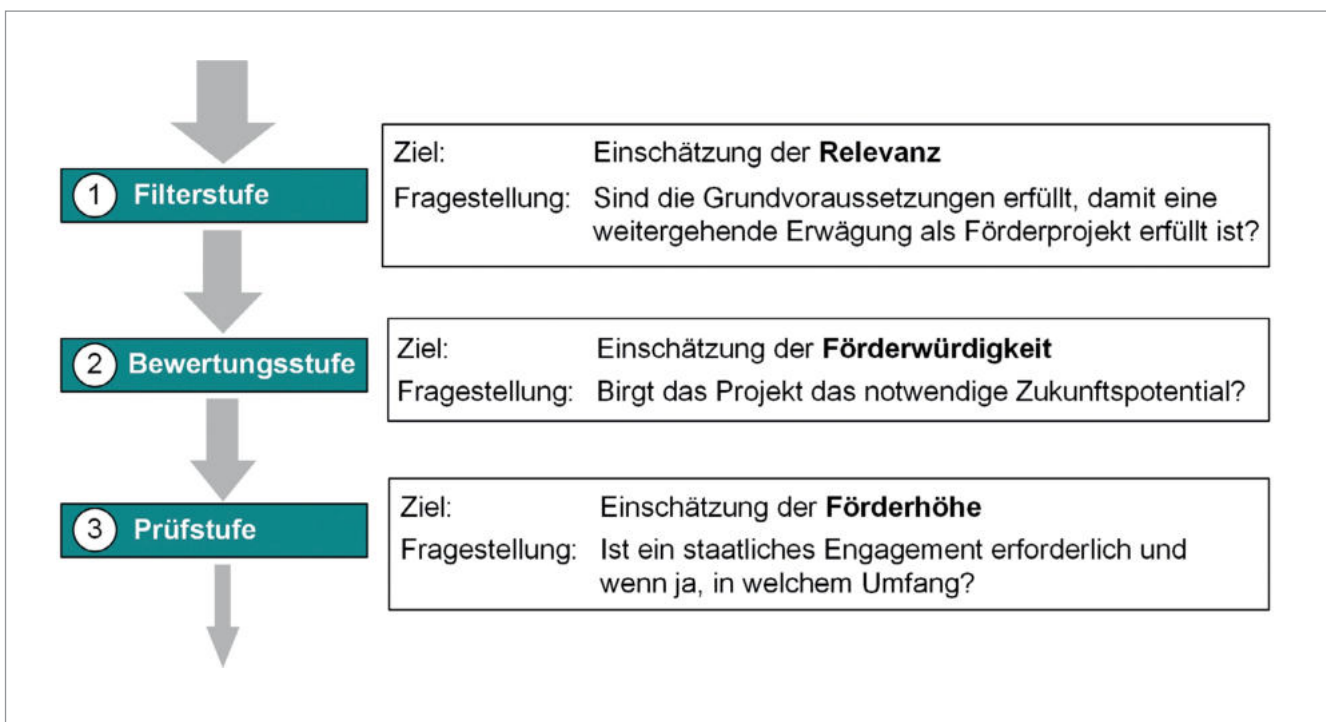 1 Filterstufe
Ziel: Einschätzung der Relevanz
Fragestellung: Sind die Grundvoraussetzungen erfüllt, damit eine
weitergehende Erwägung als Förderprojekt erfüllt ist?
2 Bewertungsstufe
Ziel: Einschätzung der Förderwürdigkeit
Fragestellung: Birgt das Projekt das notwendige Zukunftspotential?
3 Prüfstufe
Ziel: Einschätzung der Förderhöhe
Fragestellung: Ist ein staatliches Engagement erforderlich und
wenn ja, in welchem Umfang?